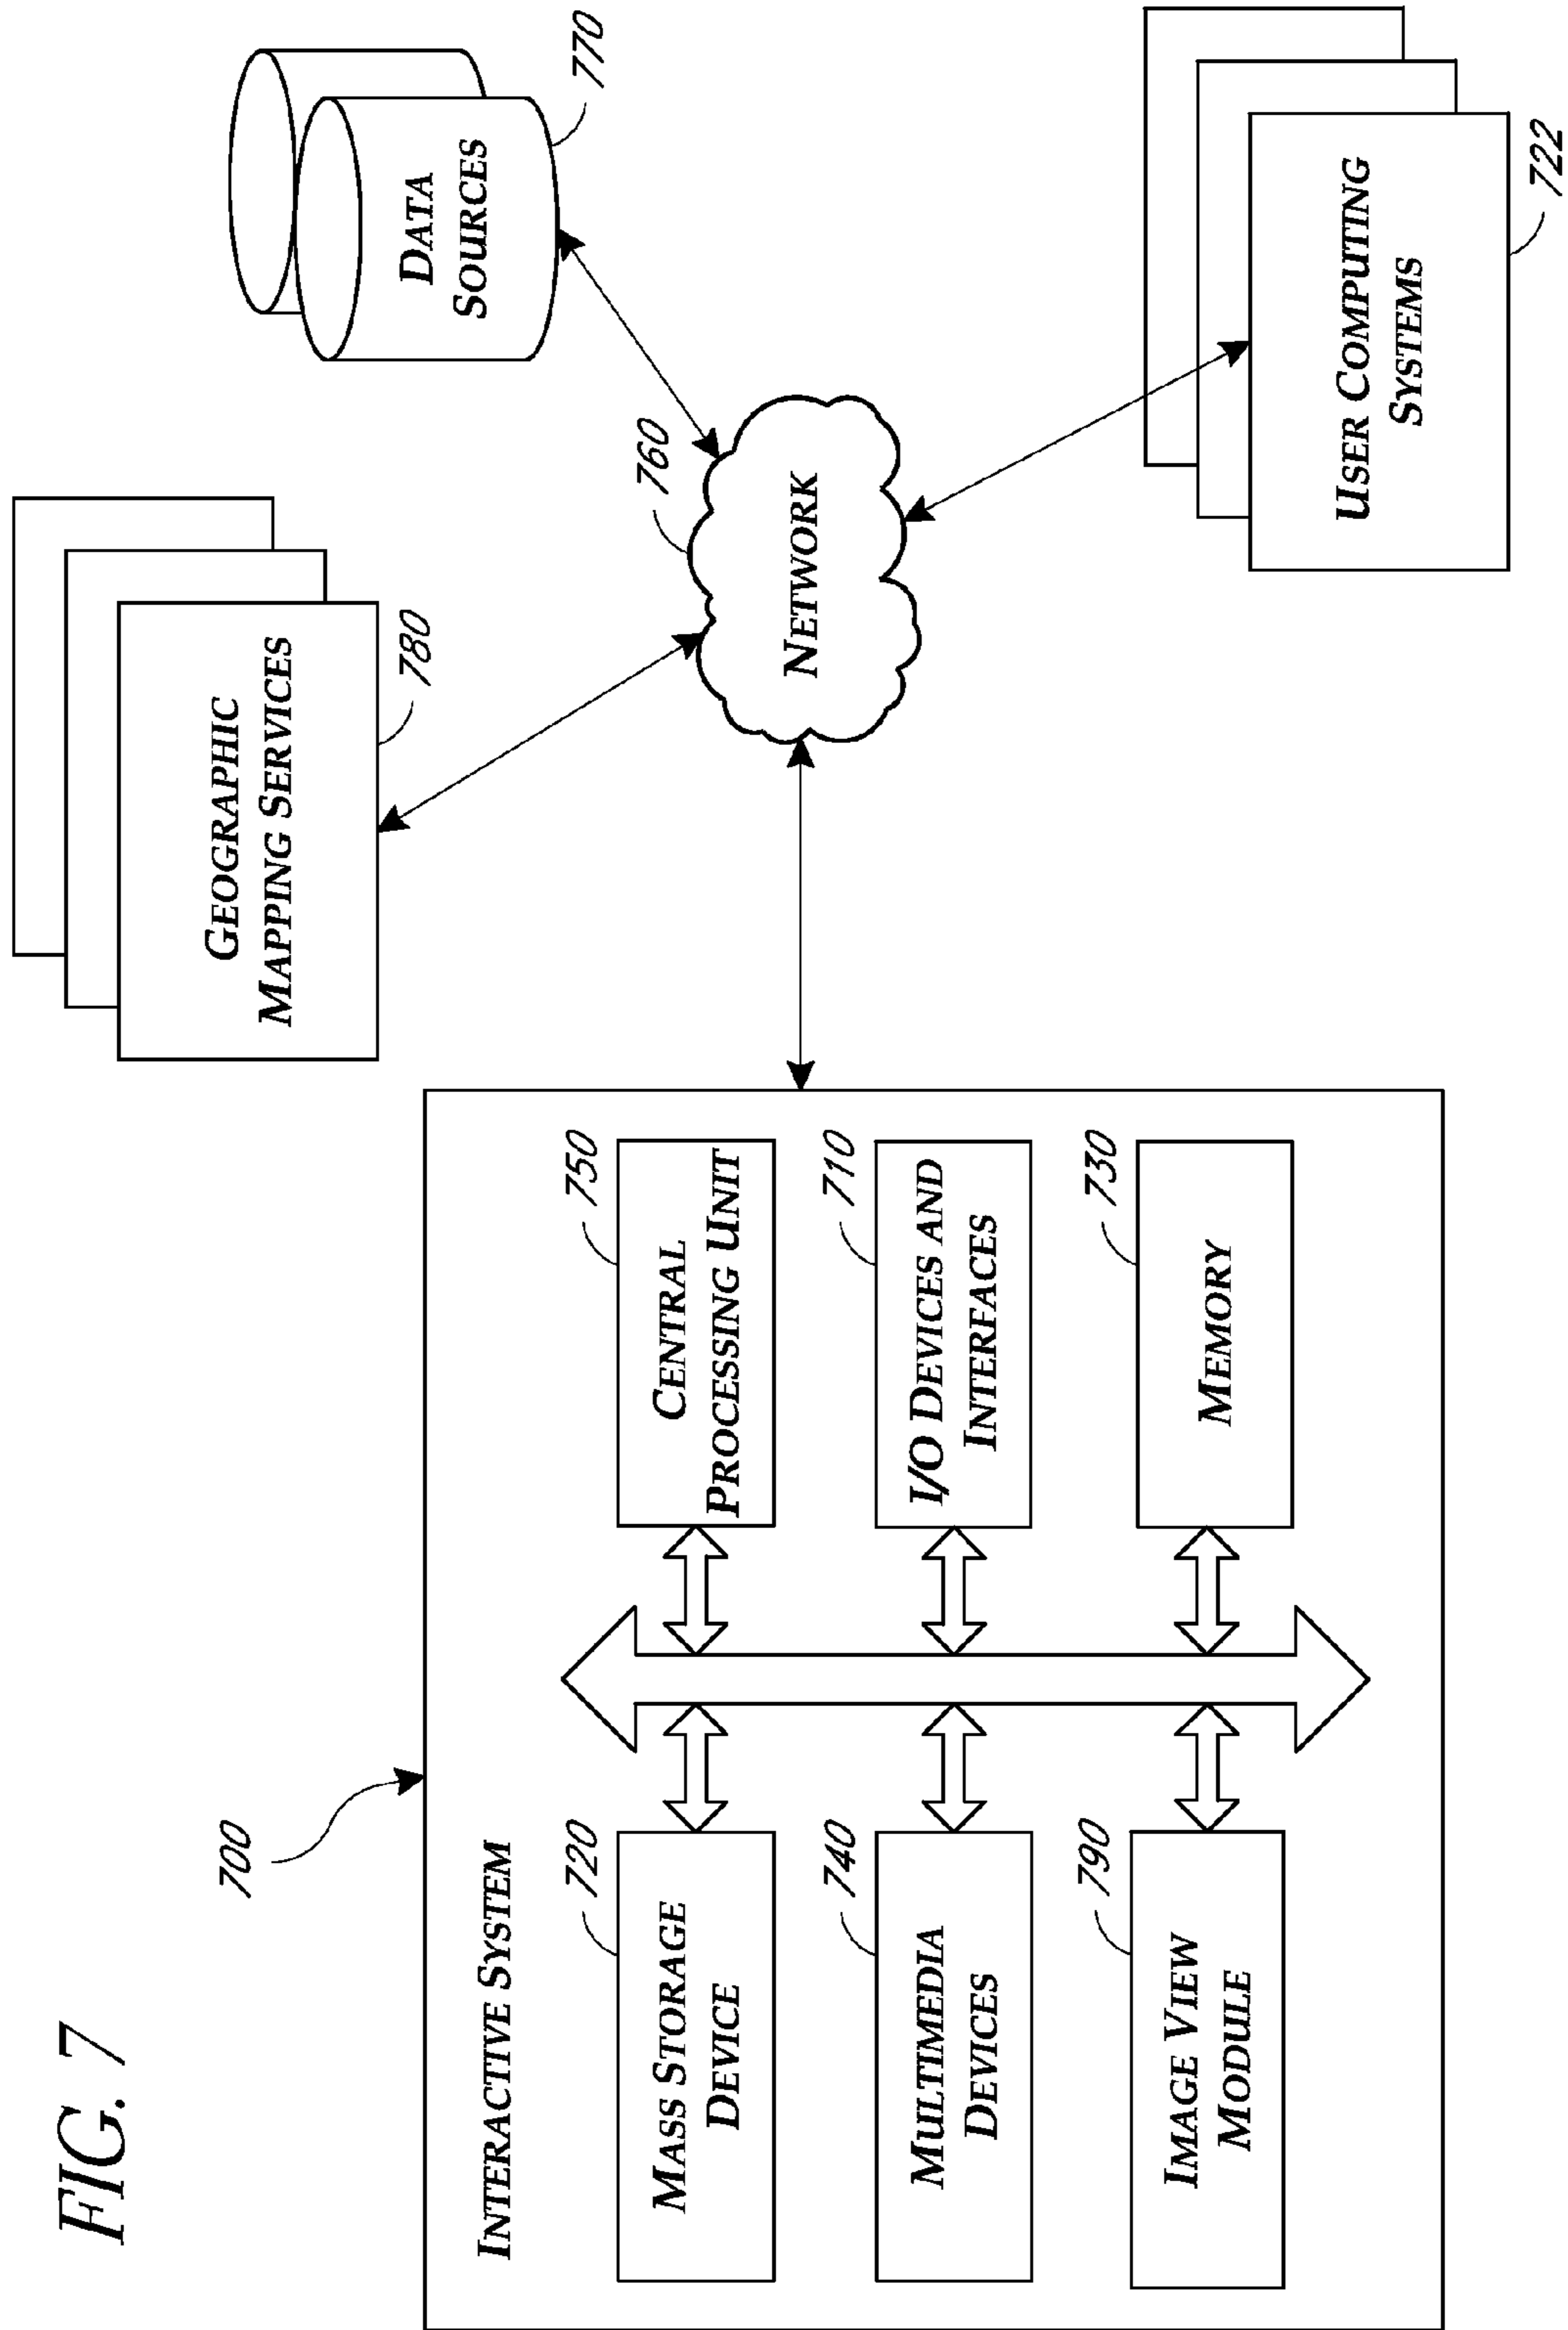 FIG. 7
700
INTERACTIVE SYSTEM
720
MASS STORAGE
DEVICE
750
CENTRAL
PROCESSING UNIT
740
MULTIMEDIA
DEVICES
710
I/O DEVICES AND
INTERFACES
790
IMAGE VIEW
MODULE
730
MEMORY
GEOGRAPHIC
MAPPING SERVICES
780
DATA
SOURCES
770
760
NETWORK
USER COMPUTING
SYSTEMS
722